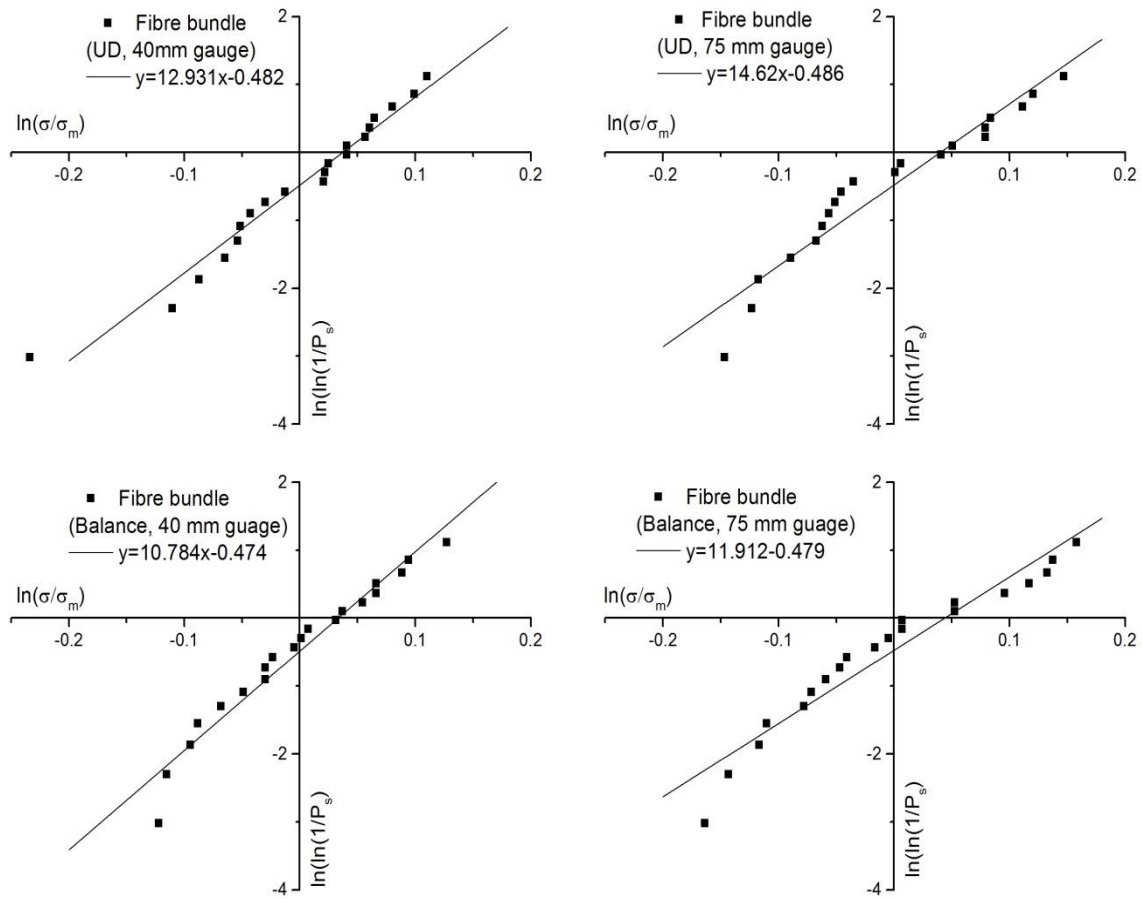 Fibre bundle
(UD, 40mm gauge)
y=12.931x-0.482
ln(σ/σm)
2
-0.2
-0.1
0.1
0.2
-2
-4
ln(ln(1/Ps)
Fibre bundle
(UD, 75 mm gauge)
y=14.62x-0.486
ln(σ/σm)
2
-0.2
-0.1
0.1
0.2
-2
-4
ln(ln(1/Ps)
Fibre bundle
(Balance, 40 mm guage)
y=10.784x-0.474
ln(σ/σm)
2
-0.2
-0.1
0.1
0.2
-2
-4
ln(ln(1/Ps)
Fibre bundle
(Balance, 75 mm guage)
y=11.912-0.479
ln(σ/σm)
2
-0.2
-0.1
0.1
0.2
-2
-4
ln(ln(1/Ps)